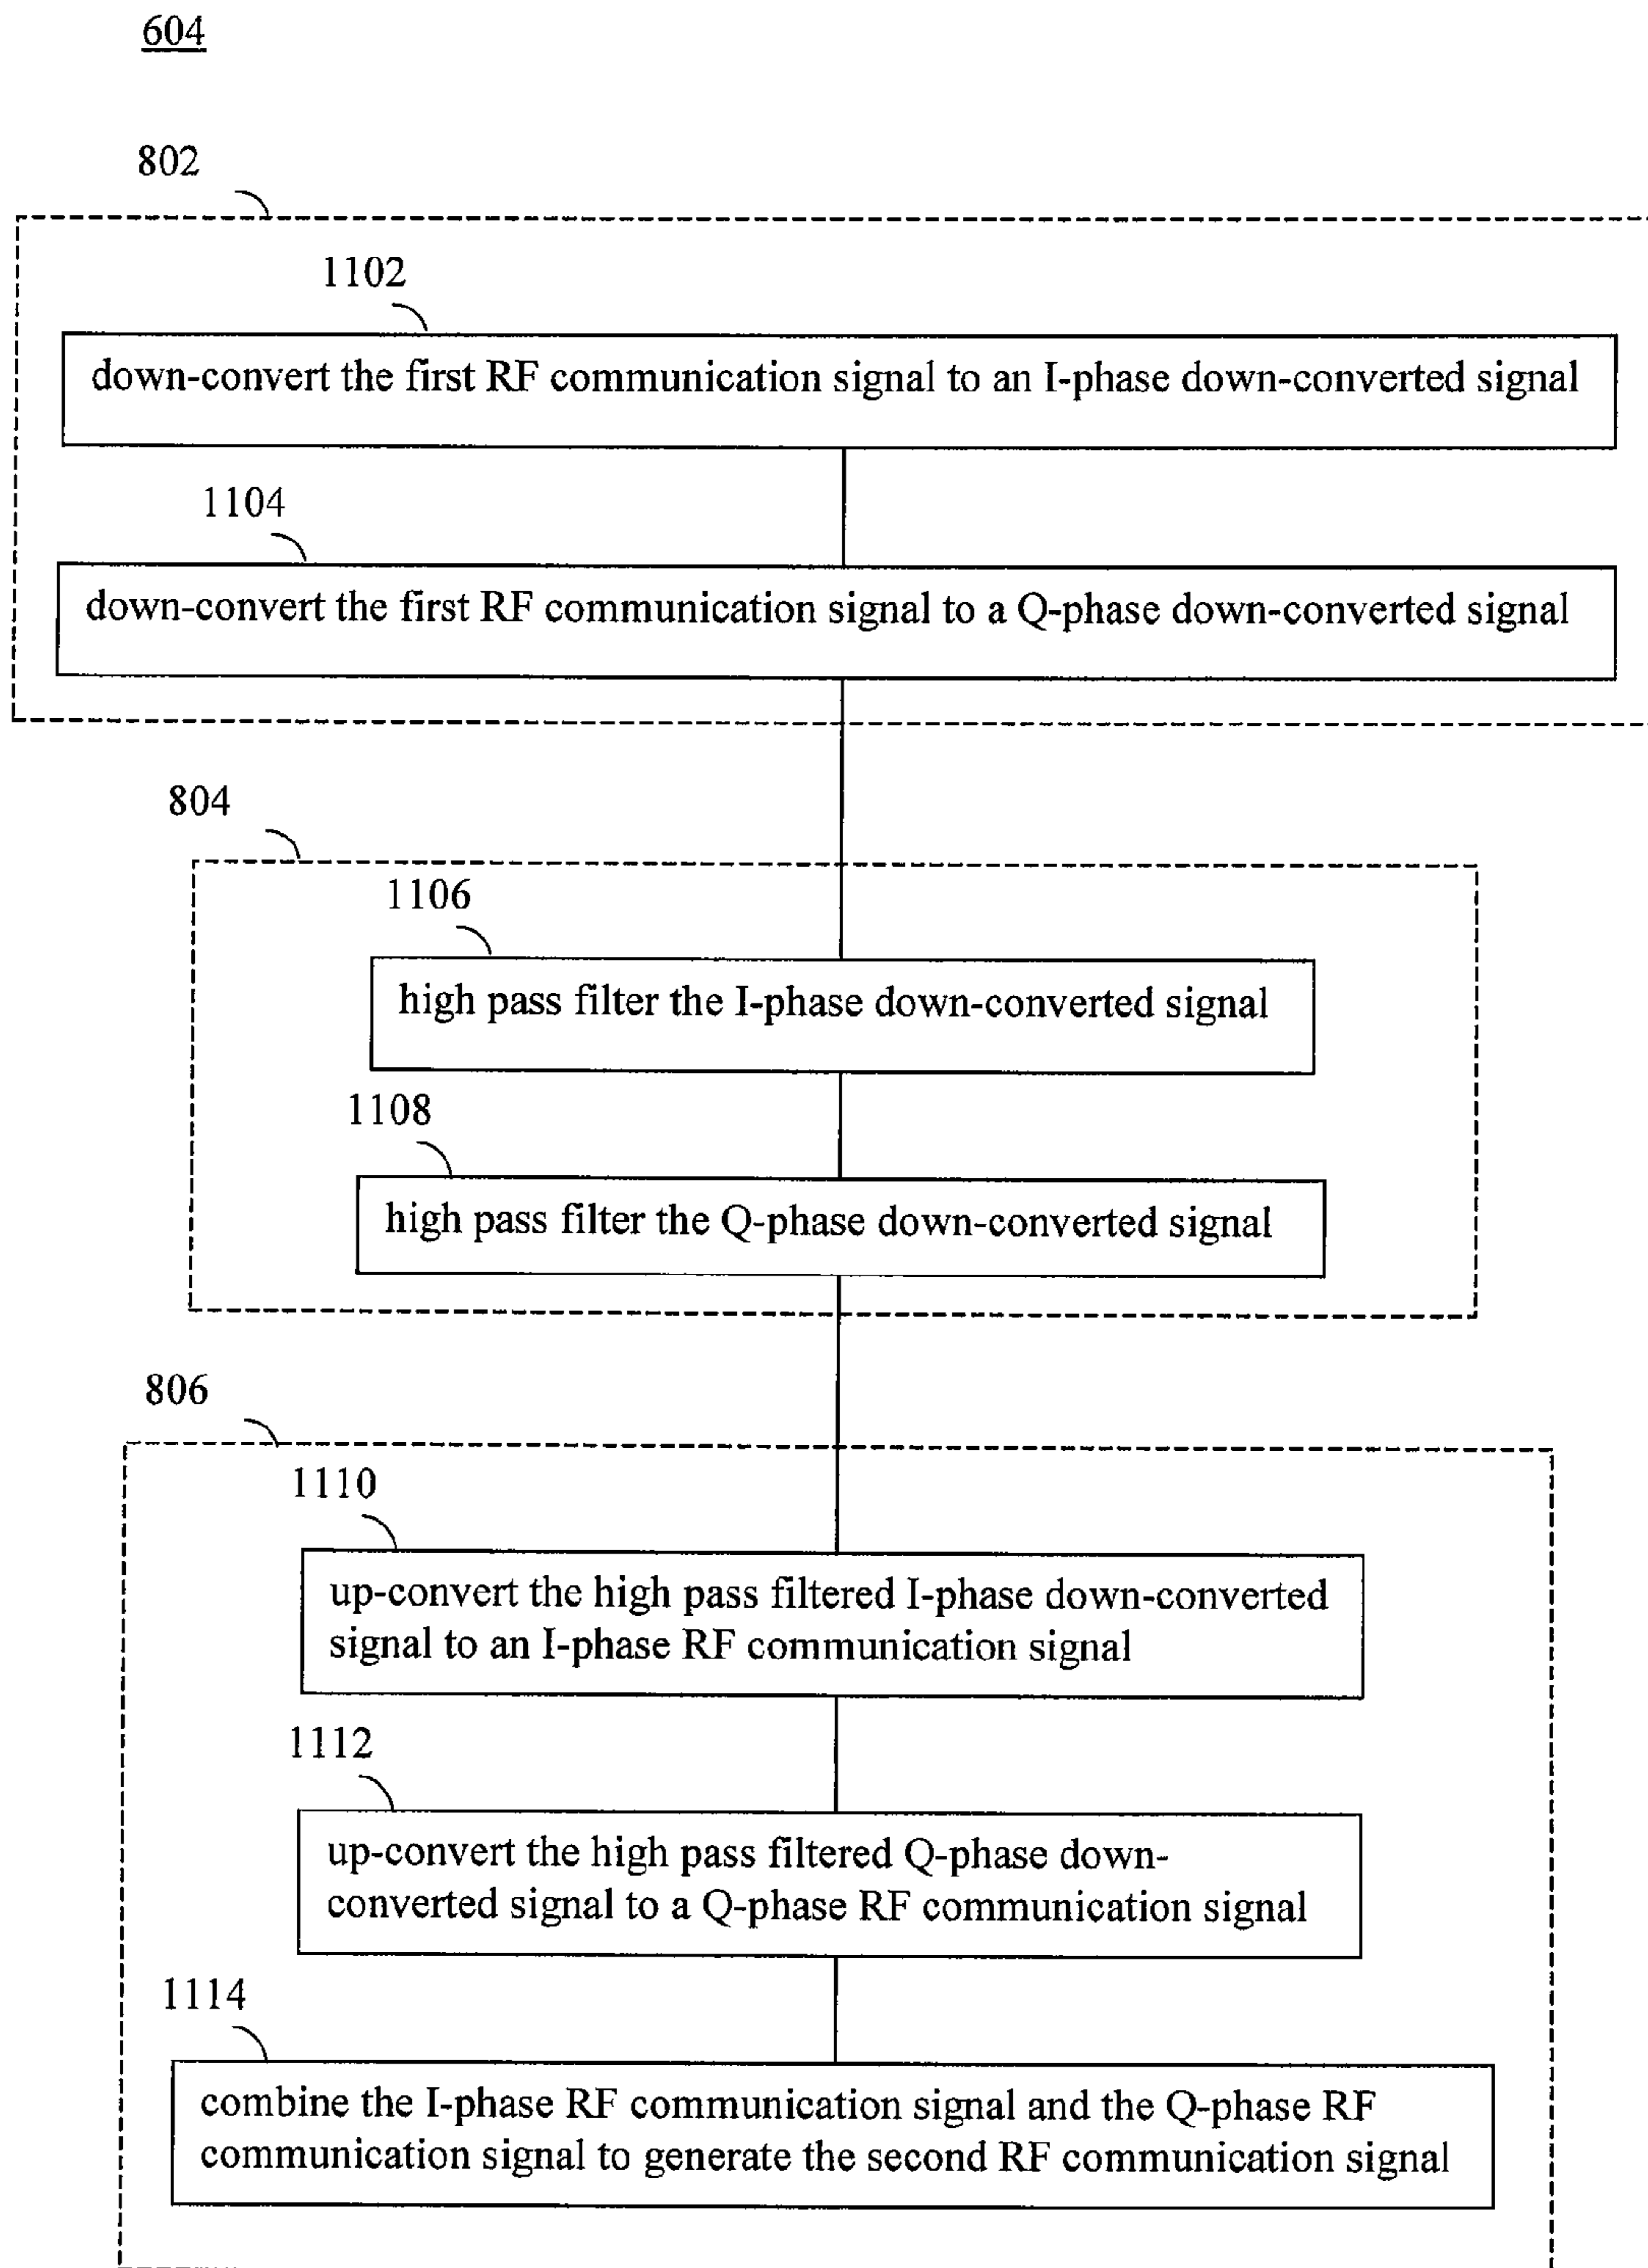 604
802
1102
down-convert the first RF communication signal to an I-phase down-converted signal
1104
down-convert the first RF communication signal to a Q-phase down-converted signal
804
1106
high pass filter the I-phase down-converted signal
1108
high pass filter the Q-phase down-converted signal
806
1110
up-convert the high pass filtered I-phase down-converted
signal to an I-phase RF communication signal
1112
up-convert the high pass filtered Q-phase down-
converted signal to a Q-phase RF communication signal
1114
combine the I-phase RF communication signal and the Q-phase RF
communication signal to generate the second RF communication signal